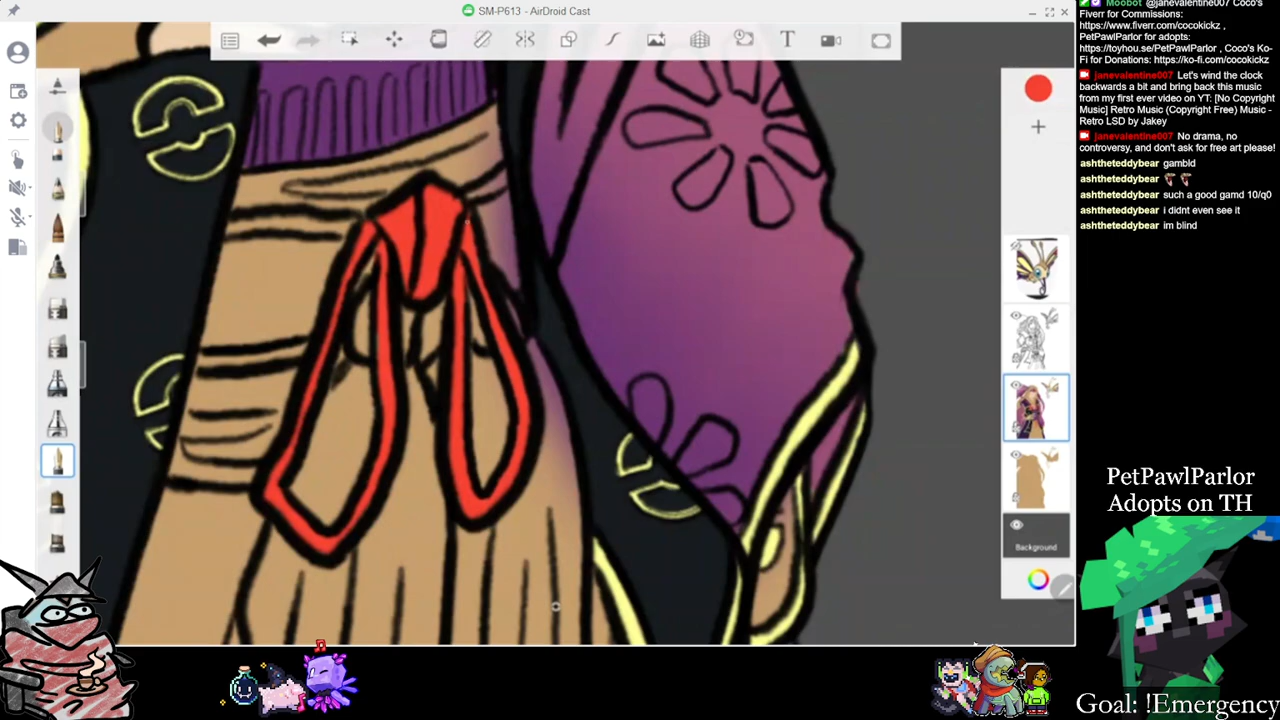 SM-P613 - AirDroid Cast
T
Background
Moobot: @janevalentine007 Coco's
Fiverr for Commissions:
https://www.fiverr.com/cocokickz ,
PetPawlParlor for adopts:
https://toyhou.se/PetPawlParlor , Coco's Ko-
Fi for Donations: https://ko-fi.com/cocokickz
janevalentine007 Let's wind the clock
backwards a bit and bring back this music
from my first ever video on YT: [No Copyright
Music] Retro Music (Copyright Free) Music -
Retro LSD by Jakey
janevalentine007 No drama, no
controversy, and don't ask for free art please!
ashtheteddybear gambld
ashtheteddybear
ashtheteddybear such a good gamd 10/q0
ashtheteddybear i didnt even see it
ashtheteddybear im blind
PetPawlParlor
Adopts on TH
Goal: !Emergency